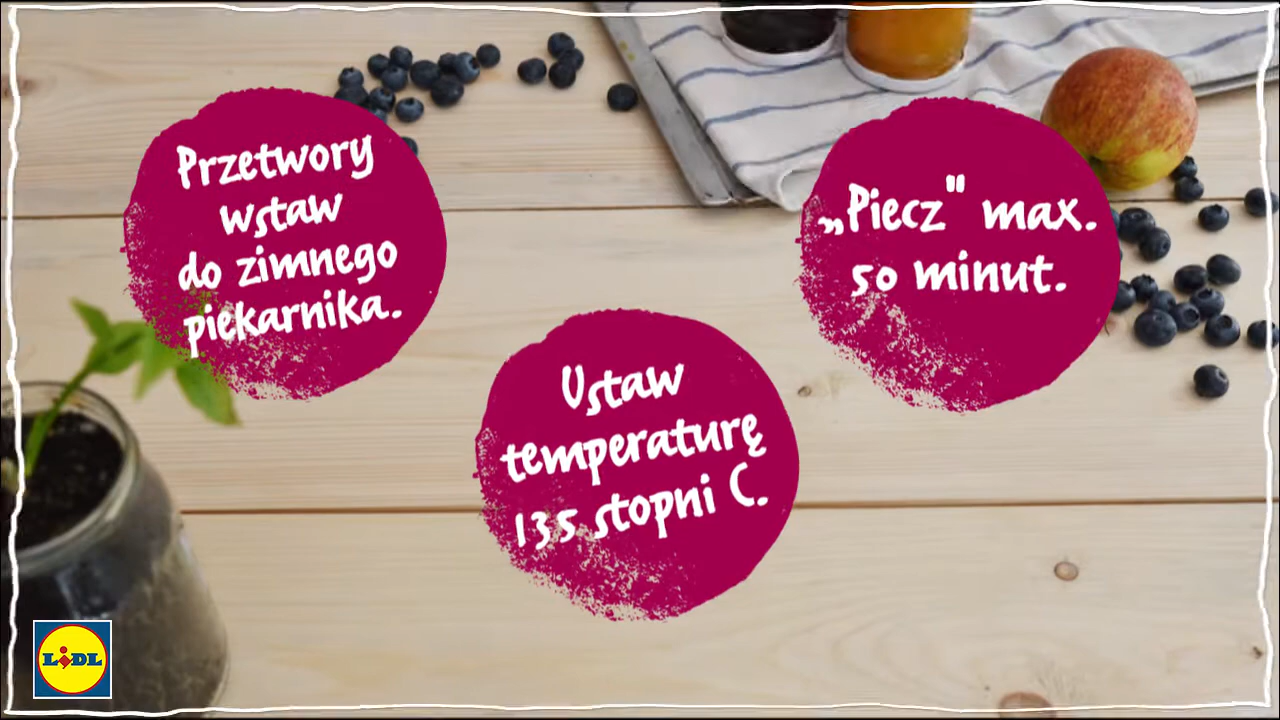 Przetwory
wstaw
do zimnego
piekarnika.
Ustaw
temperaturę
135 stopni C.
„Piecz" max.
50 minut.
LIDL